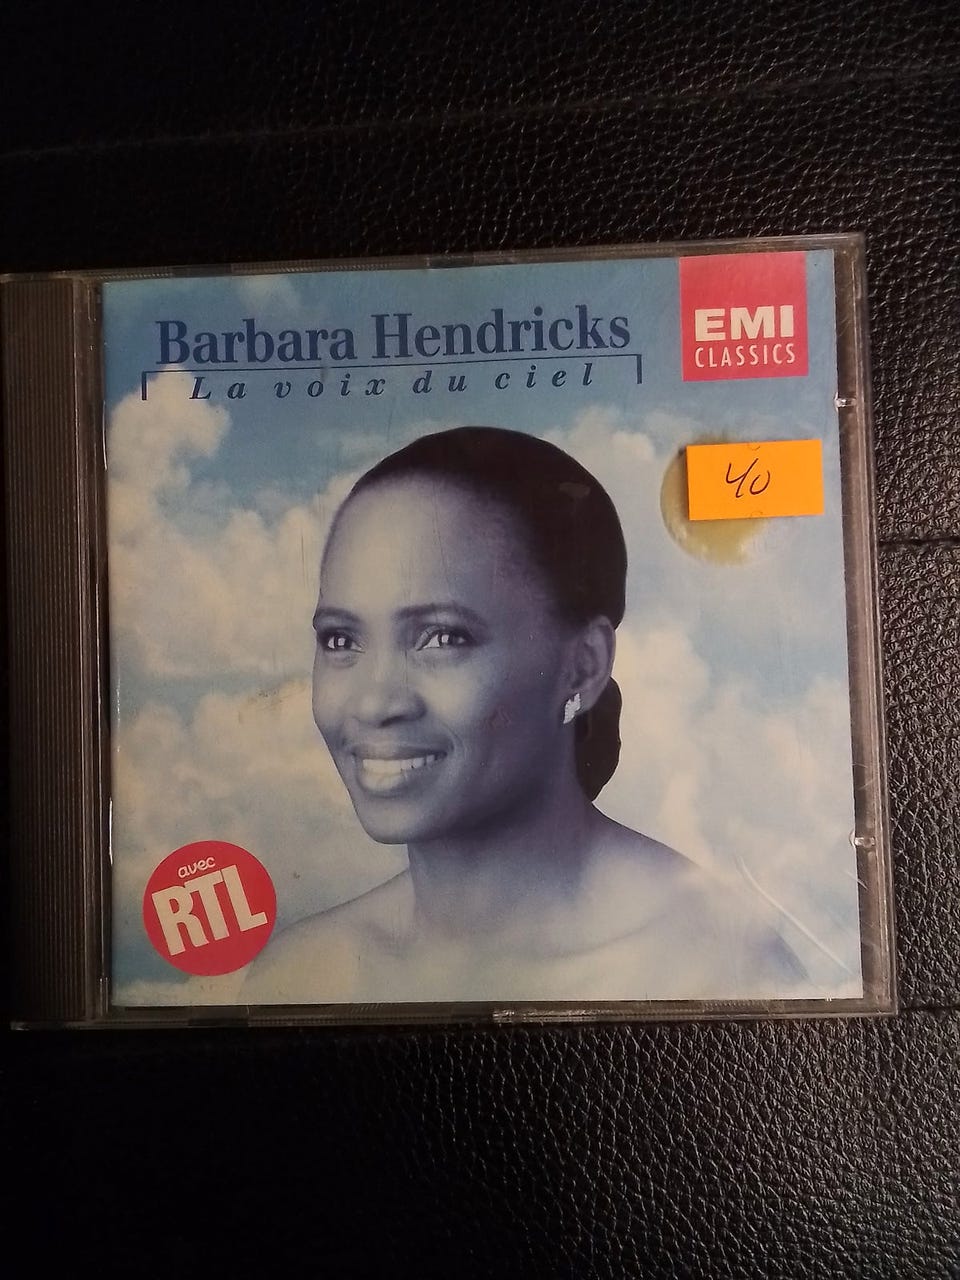 Barbara Hendricks
La voix du ciel
EMI
CLASSICS
40
avec
RTL